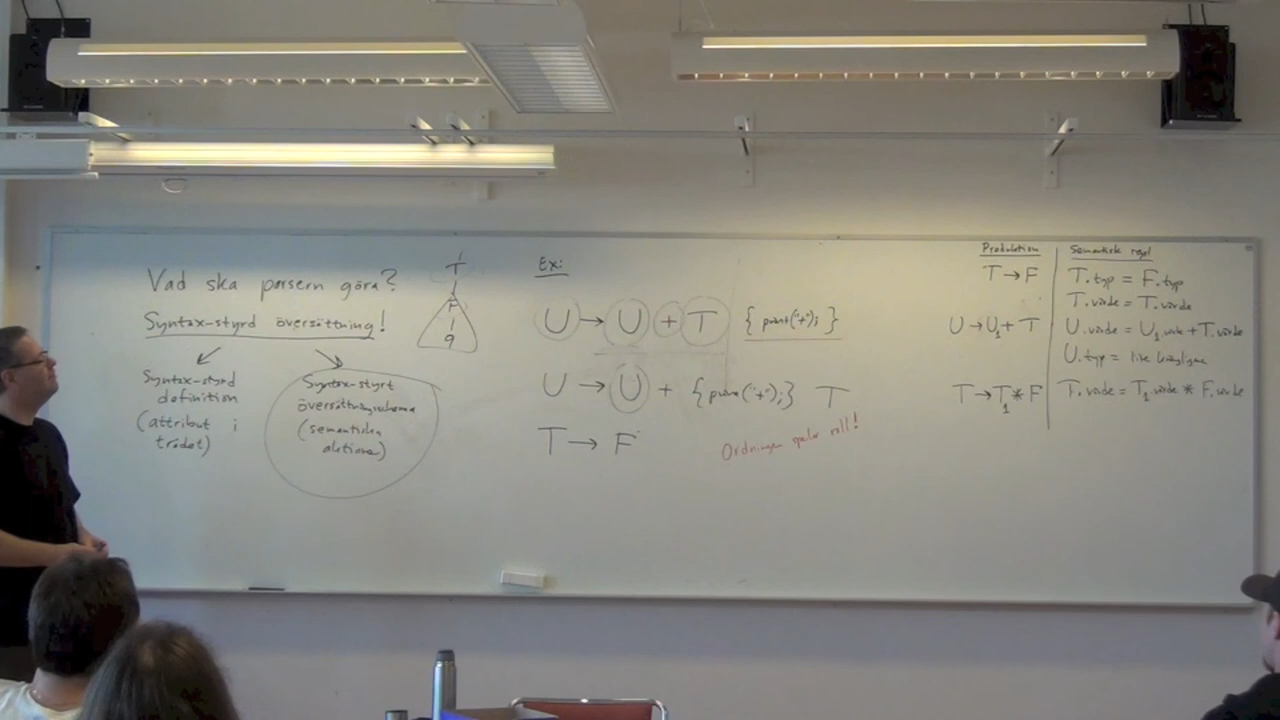 Vad ska parsern göra?
Syntax-styrd översättning!
Syntax-styrd
definition
(attribut i
trädet)
Syntax-styrt
översättningsschema
(semantiska
aktioner)
T
F
9
Ex:
U → U + T { print("+"); }
U → U + {print("+");} T
T → F
Ordningen spelar roll!
Produktion
T → F
U → U1 + T
T → T1 * F
Semantisk regel
T.typ = F.typ
T.värde = T.värde
U.värde = U1.värde + T.värde
U.typ =
T.värde = T1.värde * F.värde